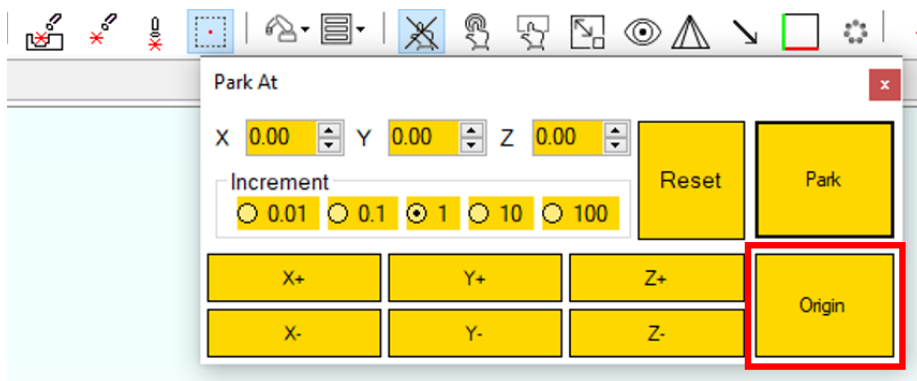 Park At
x
X 0.00 Y 0.00 Z 0.00
Increment
0.01 0.1 1 10 100
Reset
Park
X+ Y+ Z+
Origin
X- Y- Z-